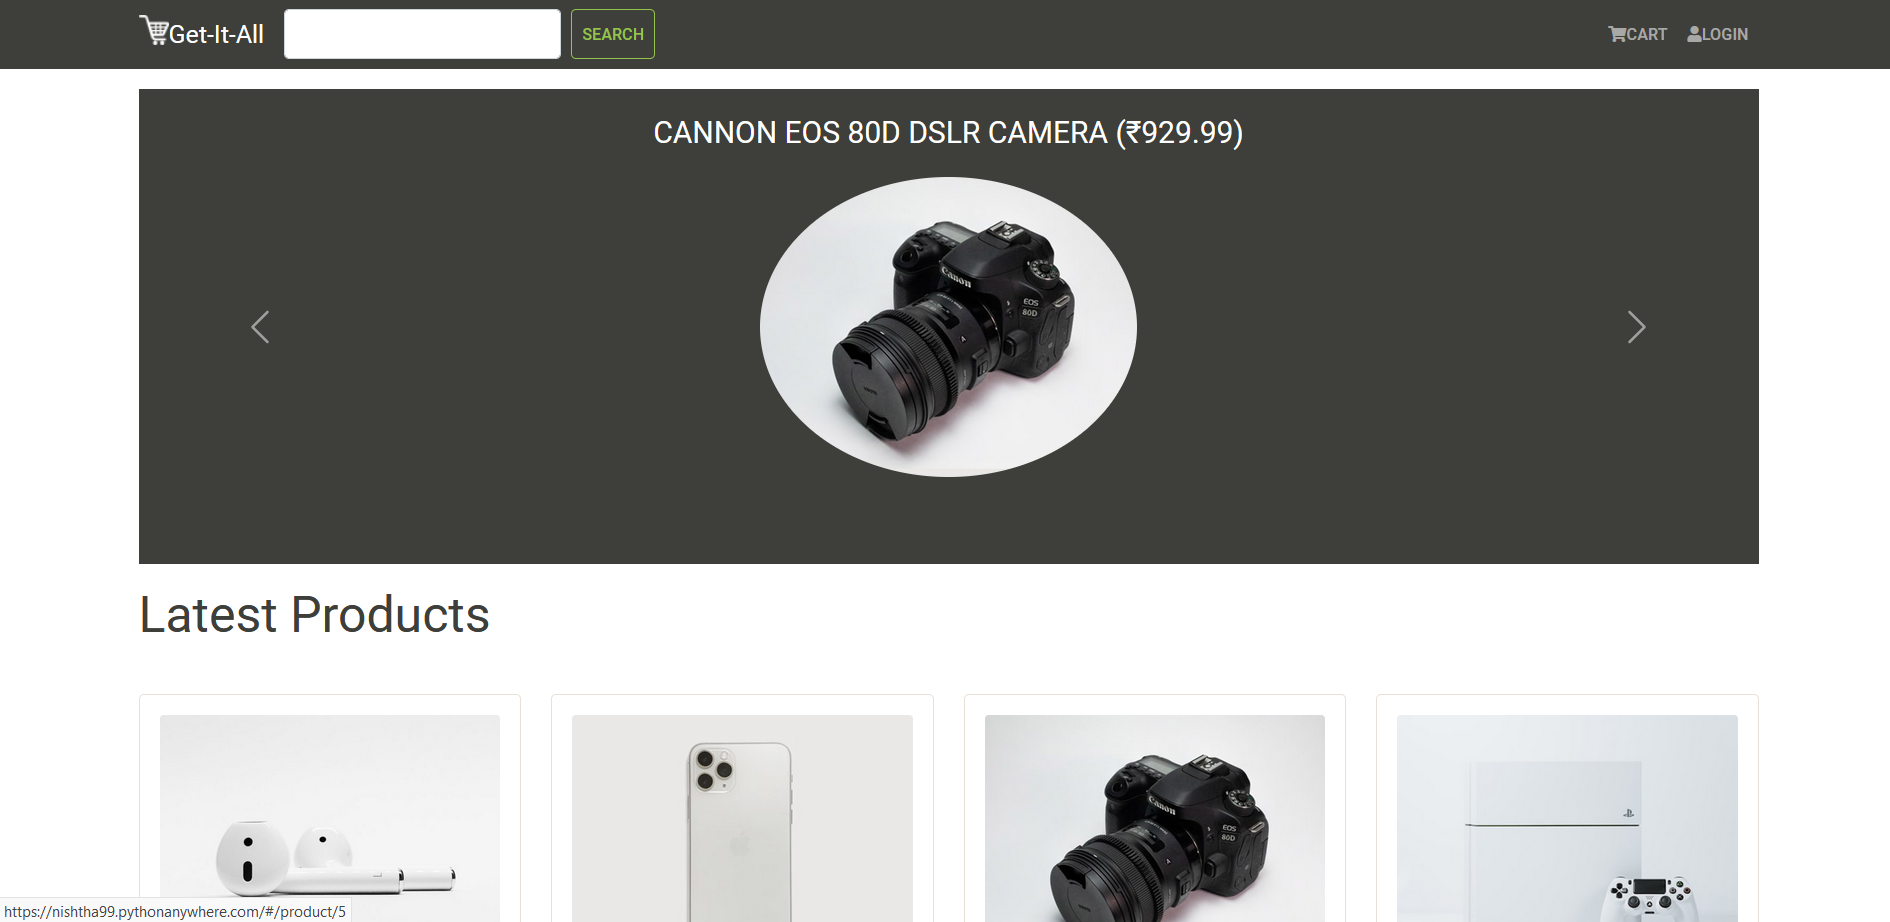 Get-It-All
SEARCH
CART
LOGIN
CANNON EOS 80D DSLR CAMERA (₹929.99)
Canon
EOS
80D
A
Latest Products
Canon
EOS
80D
A
https://nishtha99.pythonanywhere.com/#/product/5